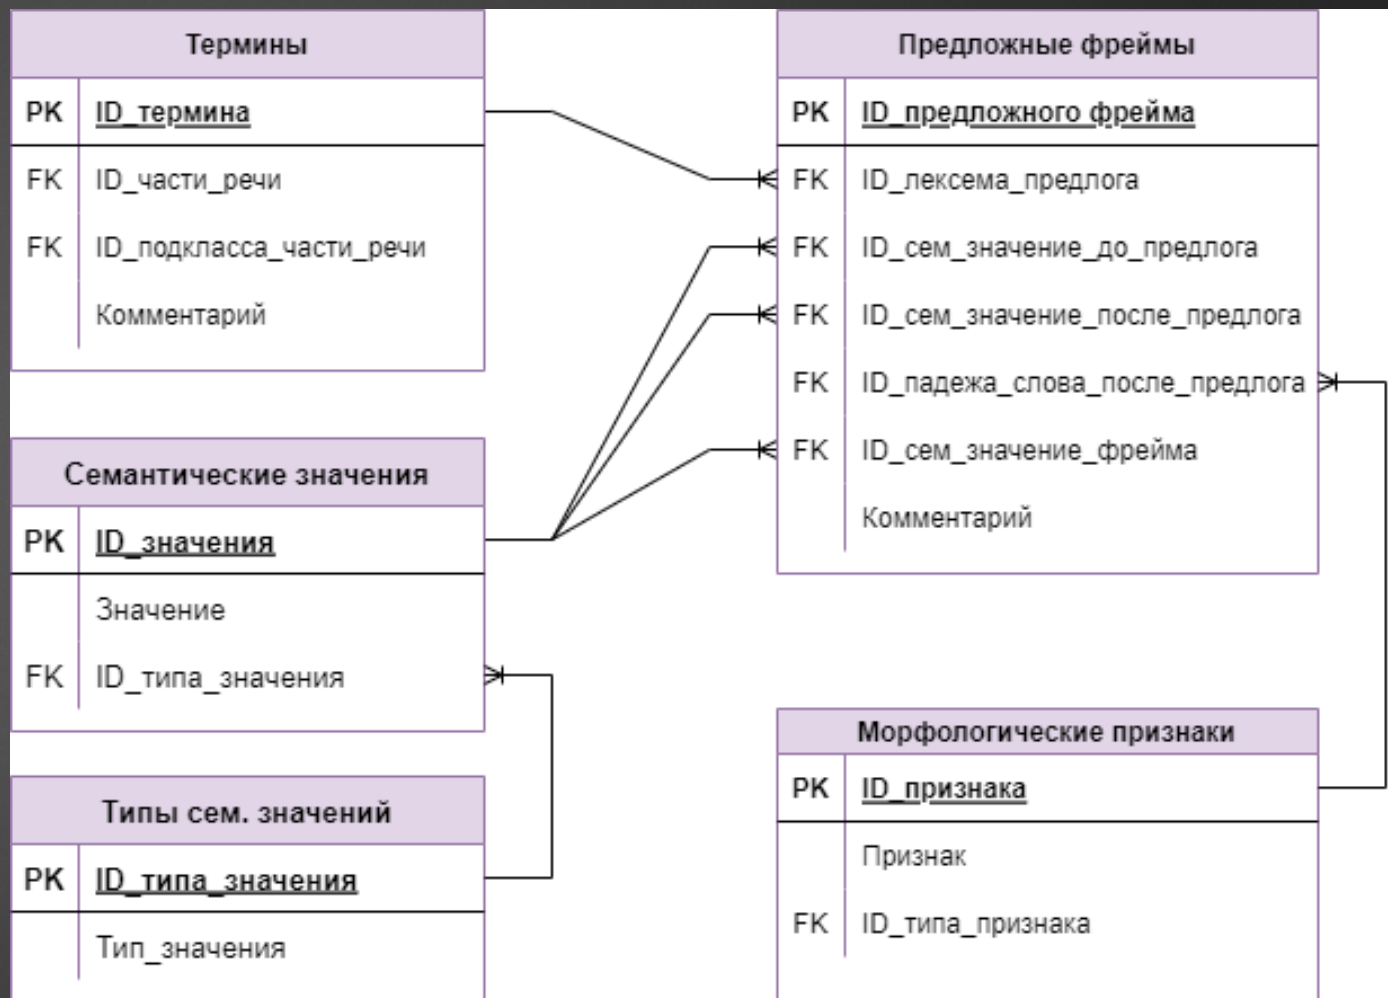 Термины
PK ID_термина
FK ID_части_речи
FK ID_подкласса_части_речи
Комментарий
Семантические значения
PK ID_значения
Значение
FK ID_типа_значения
Типы сем. значений
PK ID_типа_значения
Тип_значения
Предложные фреймы
PK ID_предложного фрейма
FK ID_лексема_предлога
FK ID_сем_значение_до_предлога
FK ID_сем_значение_после_предлога
FK ID_падежа_слова_после_предлога
FK ID_сем_значение_фрейма
Комментарий
Морфологические признаки
PK ID_признака
Признак
FK ID_типа_признака